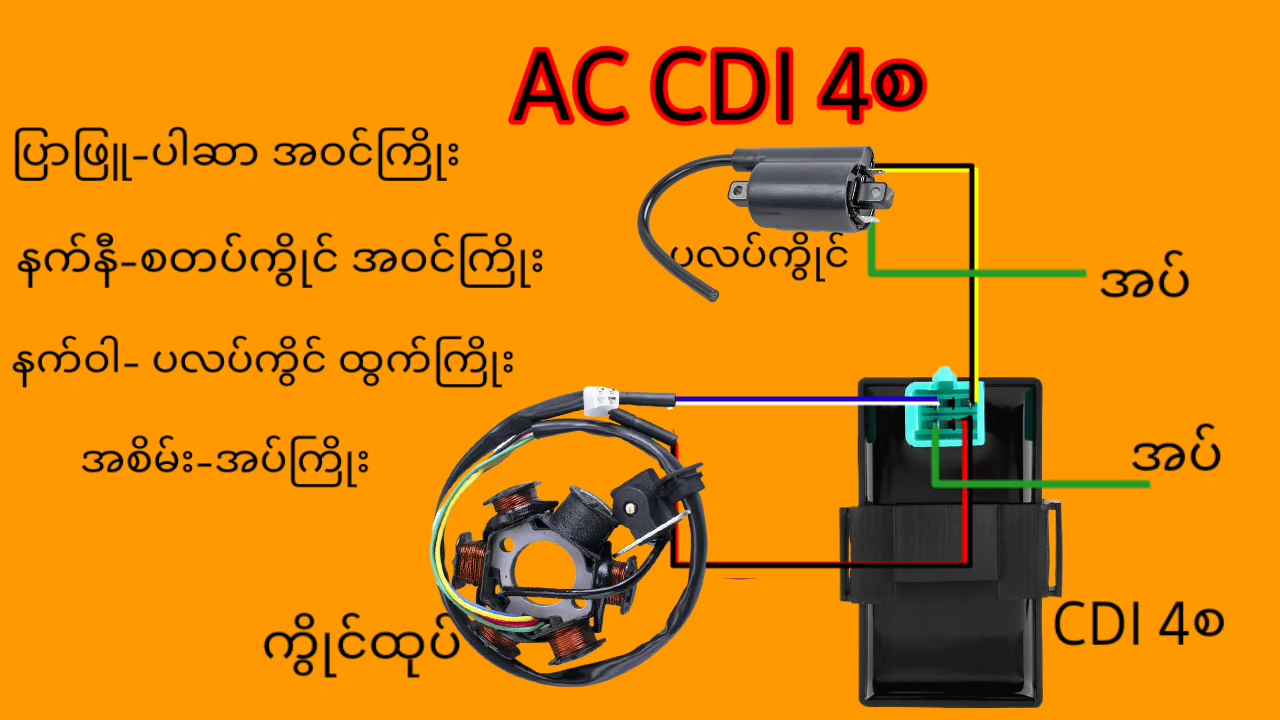 AC CDI 4စ
ပြာဖြူ-ပါဆာ အဝင်ကြိုး
နက်နီ-စတပ်ကွိုင် အဝင်ကြိုး
ပလပ်ကွိုင်
အပ်
နက်ဝါ- ပလပ်ကွိင် ထွက်ကြိုး
အစိမ်း-အပ်ကြိုး
အပ်
ကွိုင်ထုပ်
CDI 4စ